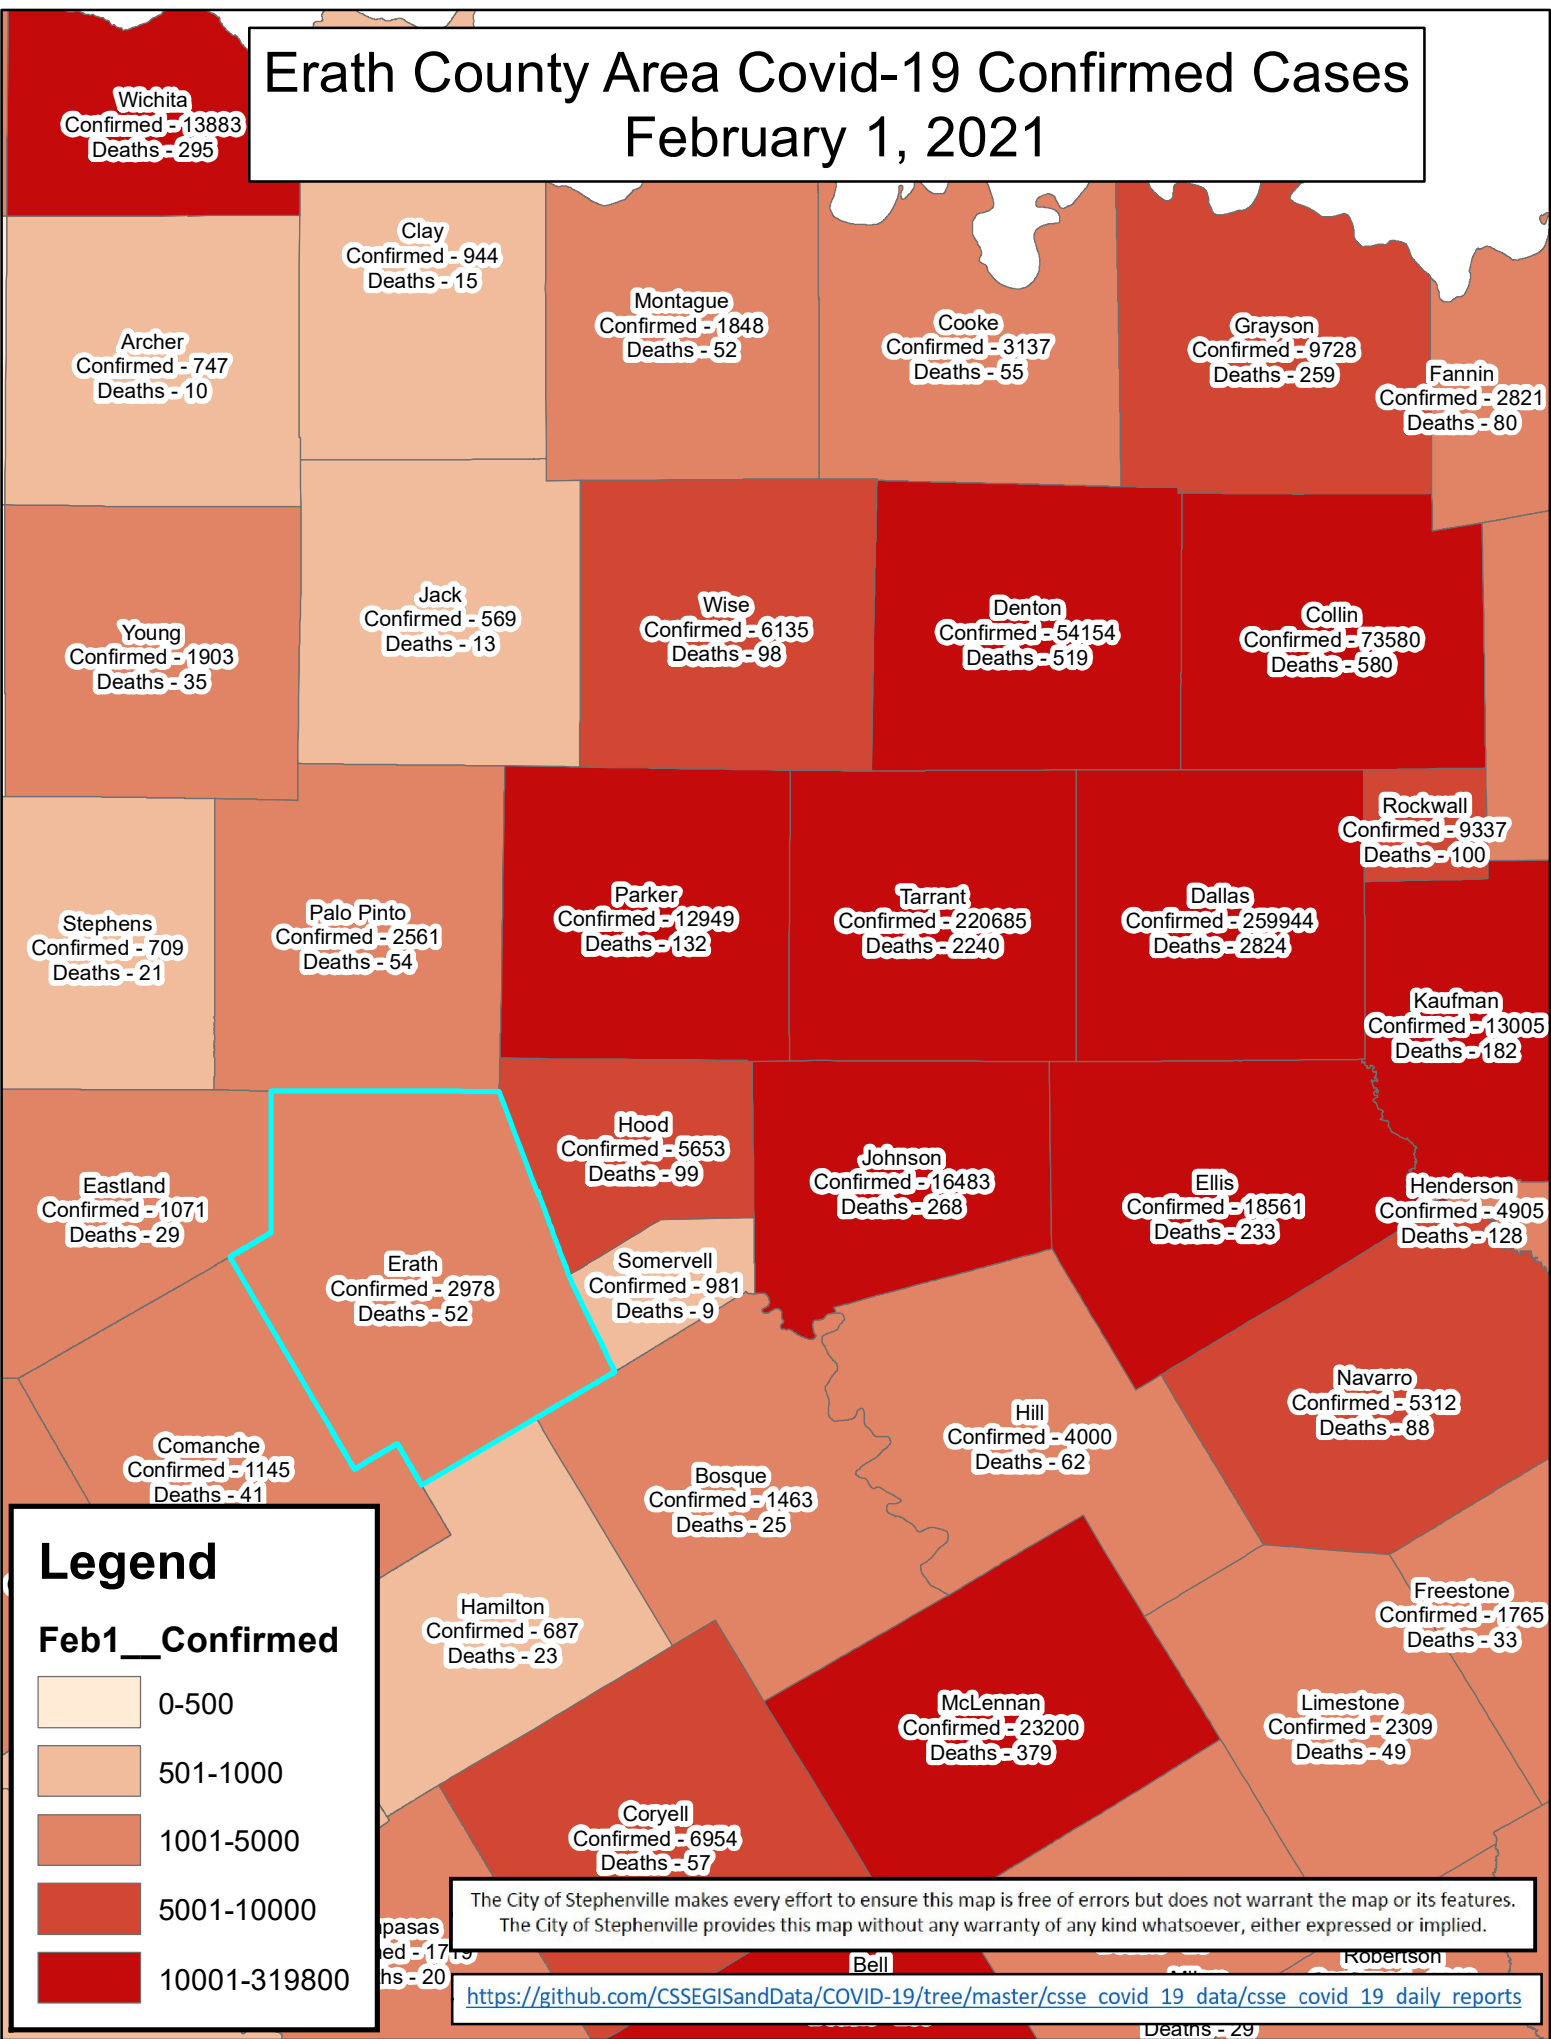 Erath County Area Covid-19 Confirmed Cases
February 1, 2021
Wichita
Confirmed - 13883
Deaths - 295
Clay
Confirmed - 944
Deaths - 15
Archer
Confirmed - 747
Deaths - 10
Montague
Confirmed - 1848
Deaths - 52
Cooke
Confirmed - 3137
Deaths - 55
Grayson
Confirmed - 9728
Deaths - 259
Fannin
Confirmed - 2821
Deaths - 80
Young
Confirmed - 1903
Deaths - 35
Jack
Confirmed - 569
Deaths - 13
Wise
Confirmed - 6135
Deaths - 98
Denton
Confirmed - 54154
Deaths - 519
Collin
Confirmed - 73580
Deaths - 580
Rockwall
Confirmed - 9337
Deaths - 100
Stephens
Confirmed - 709
Deaths - 21
Palo Pinto
Confirmed - 2561
Deaths - 54
Parker
Confirmed - 12949
Deaths - 132
Tarrant
Confirmed - 220685
Deaths - 2240
Dallas
Confirmed - 259944
Deaths - 2824
Kaufman
Confirmed - 13005
Deaths - 182
Eastland
Confirmed - 1071
Deaths - 29
Erath
Confirmed - 2978
Deaths - 52
Hood
Confirmed - 5653
Deaths - 99
Somervell
Confirmed - 981
Deaths - 9
Johnson
Confirmed - 16483
Deaths - 268
Ellis
Confirmed - 18561
Deaths - 233
Henderson
Confirmed - 4905
Deaths - 128
Comanche
Confirmed - 1145
Deaths - 41
Bosque
Confirmed - 1463
Deaths - 25
Hill
Confirmed - 4000
Deaths - 62
Navarro
Confirmed - 5312
Deaths - 88
Hamilton
Confirmed - 687
Deaths - 23
McLennan
Confirmed - 23200
Deaths - 379
Limestone
Confirmed - 2309
Deaths - 49
Freestone
Confirmed - 1765
Deaths - 33
Coryell
Confirmed - 6954
Deaths - 57
Legend
Feb1__Confirmed
0-500
501-1000
1001-5000
5001-10000
10001-319800
The City of Stephenville makes every effort to ensure this map is free of errors but does not warrant the map or its features.
The City of Stephenville provides this map without any warranty of any kind whatsoever, either expressed or implied.
pasas
ed - 1719
hs - 20
Bell
Robertson
https://github.com/CSSEGISandData/COVID-19/tree/master/csse_covid_19_data/csse_covid_19_daily_reports
Deaths - 29